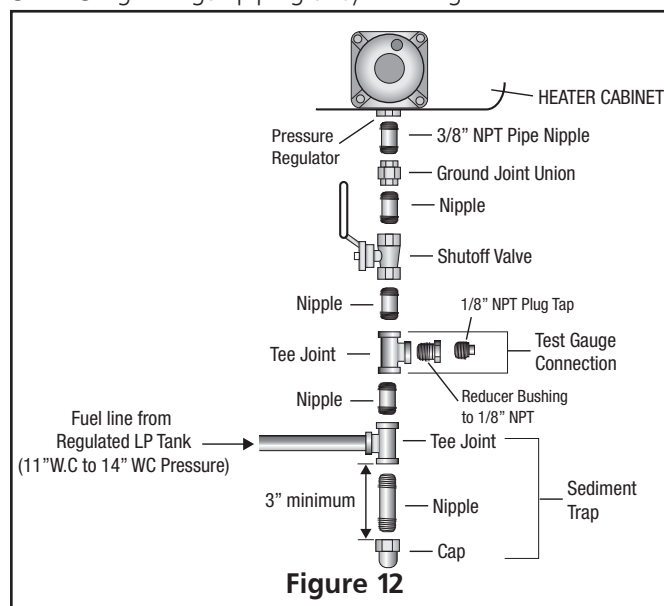 HEATER CABINET
Pressure
Regulator
3/8” NPT Pipe Nipple
Ground Joint Union
Nipple
Shutoff Valve
Nipple
1/8” NPT Plug Tap
Tee Joint
Test Gauge
Connection
Nipple
Reducer Bushing
to 1/8” NPT
Fuel line from
Regulated LP Tank
(11”W.C to 14” WC Pressure)
Tee Joint
3” minimum
Nipple
Sediment
Trap
Cap
Figure 12